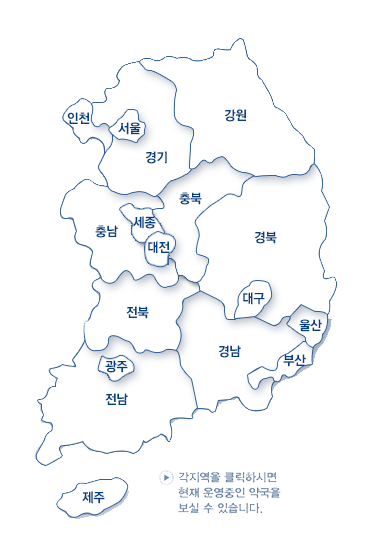 강원
인천
서울
경기
충북
세종
충남
경북
대전
대구
전북
울산
경남
부산
광주
전남
제주
각지역을 클릭하시면
현재 운영중인 약국을
보실 수 있습니다.